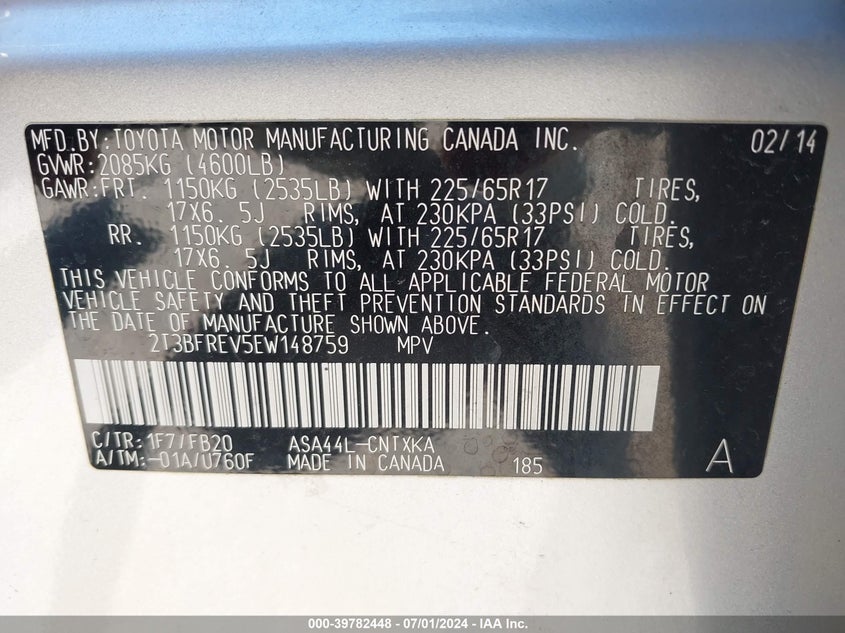 MFD.BY:TOYOTA MOTOR MANUFACTURING CANADA INC. 02/14
GVWR:2085KG (4600LB)
GAWR:FRT. 1150KG (2535LB) WITH 225/65R17 TIRES,
17X6. 5J RIMS, AT 230KPA (33PSI) COLD.
RR. 1150KG (2535LB) WITH 225/65R17 TIRES,
17X6. 5J RIMS, AT 230KPA (33PSI) COLD.
THIS VEHICLE CONFORMS TO ALL APPLICABLE FEDERAL MOTOR
VEHICLE SAFETY AND THEFT PREVENTION STANDARDS IN EFFECT ON
THE DATE OF MANUFACTURE SHOWN ABOVE.
2T3BFREV5EW148759 MPV
C/TR:1F7/FB20 ASA44L-CNTXKA
A/TM:-01A/U760F MADE IN CANADA 185 A
000-39782448 - 07/01/2024 - IAA Inc.